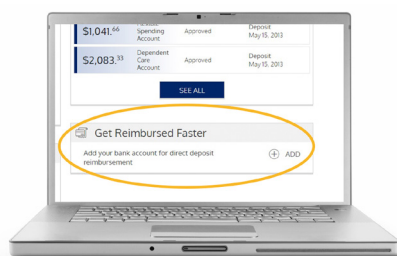 $1,041.66 Spending Account Approved Deposit May 15, 2013
$2,083.33 Dependent Care Account Approved Deposit May 15, 2013
SEE ALL
Get Reimbursed Faster
Add your bank account for direct deposit reimbursement
ADD